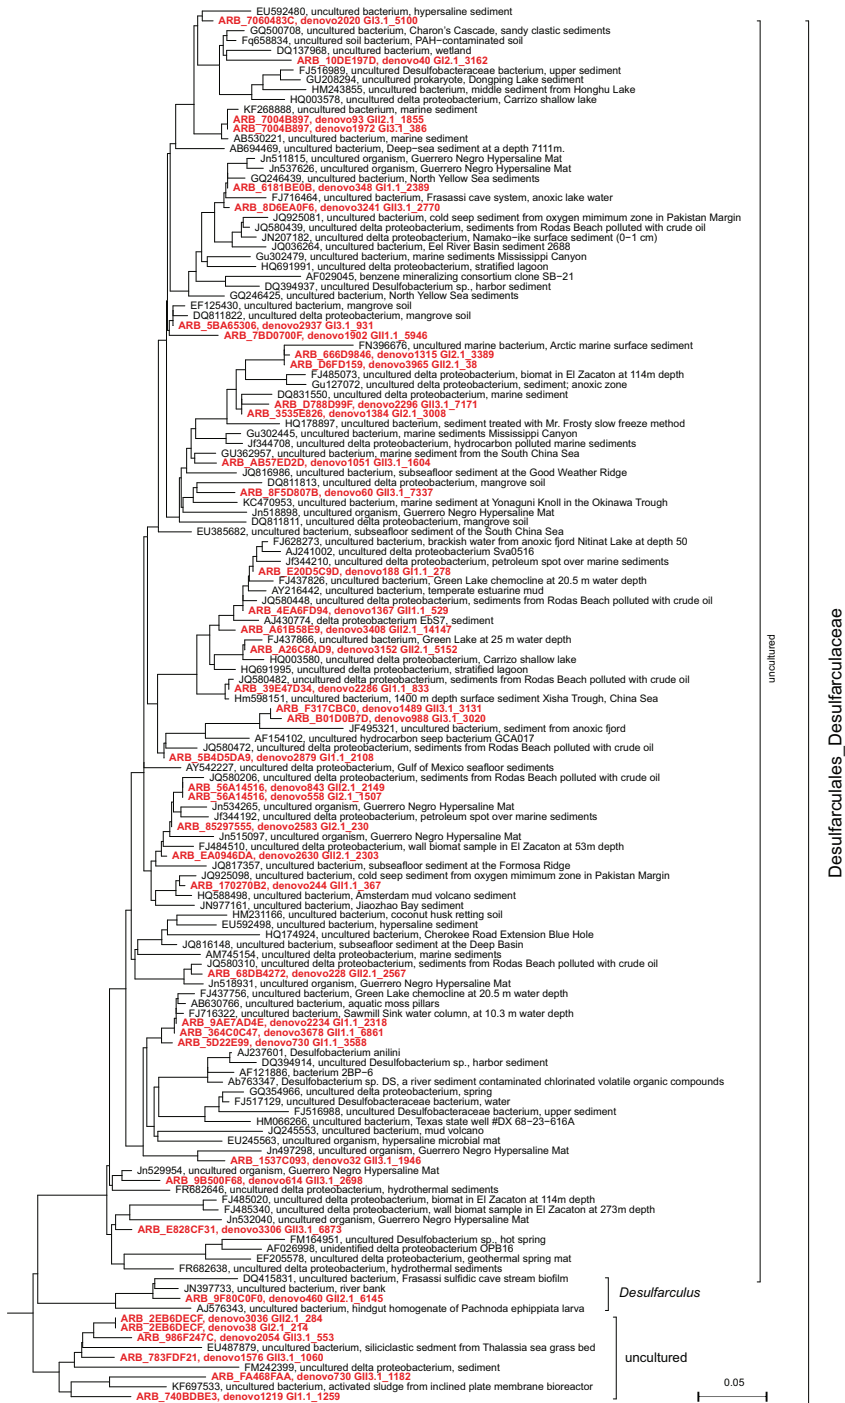 EU592480, uncultured bacterium, hypersaline sediment
ARB_7060483C, denovo2020 GI3.1_5100
GQ500708, uncultured bacterium, Charon's Cascade, sandy clastic sediments
Fq658834, uncultured soil bacterium, PAH−contaminated soil
DQ137968, uncultured bacterium, wetland
ARB_10DE197D, denovo40 GI2.1_3162
FJ516989, uncultured Desulfobacteraceae bacterium, upper sediment
GU208294, uncultured prokaryote, Dongping Lake sediment
HM243855, uncultured bacterium, middle sediment from Honghu Lake
HQ003578, uncultured delta proteobacterium, Carrizo shallow lake
KF268888, uncultured bacterium, marine sediment
ARB_7004B897, denovo93 GII2.1_1855
ARB_7004B897, denovo1972 GI3.1_386
AB530221, uncultured bacterium, marine sediment
AB694469, uncultured bacterium, Deep−sea sediment at a depth 7111m.
Jn511815, uncultured organism, Guerrero Negro Hypersaline Mat
Jn537626, uncultured organism, Guerrero Negro Hypersaline Mat
GQ246439, uncultured bacterium, North Yellow Sea sediments
ARB_6181BE0B, denovo348 GI1.1_2389
FJ716464, uncultured bacterium, Frasassi cave system, anoxic lake water
ARB_8D6EA0F6, denovo3241 GII3.1_2770
JQ925081, uncultured bacterium, cold seep sediment from oxygen mimimum zone in Pakistan Margin
JQ580439, uncultured delta proteobacterium, sediments from Rodas Beach polluted with crude oil
JN207182, uncultured delta proteobacterium, Namako−ike surface sediment (0−1 cm)
JQ036264, uncultured bacterium, Eel River Basin sediment 2688
Gu302479, uncultured bacterium, marine sediments Mississippi Canyon
HQ691991, uncultured delta proteobacterium, stratified lagoon
AF029045, benzene mineralizing consortium clone SB−21
DQ394937, uncultured Desulfobacterium sp., harbor sediment
GQ246425, uncultured bacterium, North Yellow Sea sediments
EF125430, uncultured bacterium, mangrove soil
DQ811822, uncultured delta proteobacterium, mangrove soil
ARB_5BA65306, denovo2937 GI3.1_931
ARB_7BD0700F, denovo1902 GII1.1_5946
FN396676, uncultured marine bacterium, Arctic marine surface sediment
ARB_666D9846, denovo1315 GI2.1_3389
ARB_D6FD159, denovo3965 GII2.1_38
FJ485073, uncultured delta proteobacterium, biomat in El Zacaton at 114m depth
Gu127072, uncultured delta proteobacterium, sediment; anoxic zone
DQ831550, uncultured bacterium, marine sediment
ARB_D788D99F, denovo2296 GII3.1_7171
ARB_3535E826, denovo1384 GI2.1_3008
HQ178897, uncultured bacterium, sediment treated with Mr. Frosty slow freeze method
Gu302445, uncultured bacterium, marine sediments Mississippi Canyon
Jf344708, uncultured delta proteobacterium, hydrocarbon polluted marine sediments
GU362957, uncultured bacterium, marine sediment from the South China Sea
ARB_AB57ED2D, denovo1051 GII3.1_1604
JQ816986, uncultured bacterium, subseafloor sediment at the Good Weather Ridge
DQ811813, uncultured delta proteobacterium, mangrove soil
ARB_8F5D807B, denovo60 GII2.1_7337
KC470953, uncultured bacterium, marine sediment at Yonaguni Knoll in the Okinawa Trough
Jn518898, uncultured organism, Guerrero Negro Hypersaline Mat
DQ811811, uncultured delta proteobacterium, mangrove soil
EU385682, uncultured bacterium, subseafloor sediment of the South China Sea
FJ628273, uncultured bacterium, brackish water from anoxic fjord Nitinat Lake at depth 50
AJ241002, uncultured delta proteobacterium Sva0516
Jf344210, uncultured delta proteobacterium, petroleum spot over marine sediments
ARB_E20D5C9D, denovo188 GI1.1_278
FJ437826, uncultured bacterium, Green Lake chemocline at 20.5 m water depth
AY216442, uncultured bacterium, temperate estuarine mud
JQ580448, uncultured delta proteobacterium, sediments from Rodas Beach polluted with crude oil
ARB_4EA6FD94, denovo1367 GII1.1_529
AJ430774, delta proteobacterium EbS7, sediment
ARB_A61B58E9, denovo3408 GII2.1_14147
FJ437866, uncultured bacterium, Green Lake at 25 m water depth
ARB_A26C8AD9, denovo3152 GII2.1_5152
HQ003580, uncultured delta proteobacterium, Carrizo shallow lake
HQ691995, uncultured delta proteobacterium, stratified lagoon
JQ580482, uncultured delta proteobacterium, sediments from Rodas Beach polluted with crude oil
ARB_39E47D34, denovo2286 GI1.1_833
Hm598151, uncultured bacterium, 1400 m depth surface sediment Xisha Trough, China Sea
ARB_F317CBC0, denovo1489 GII3.1_3131
ARB_B01D0B7D, denovo988 GI3.1_3020
JF495321, uncultured bacterium, sediment from anoxic fjord
AF154102, uncultured hydrocarbon seep bacterium GCA017
JQ580472, uncultured delta proteobacterium, sediments from Rodas Beach polluted with crude oil
ARB_5B4D5DA9, denovo2879 GI1.1_2108
AY542227, uncultured delta proteobacterium, Gulf of Mexico seafloor sediments
JQ580206, uncultured delta proteobacterium, sediments from Rodas Beach polluted with crude oil
ARB_56A14516, denovo843 GII2.1_2149
ARB_56A14516, denovo558 GI2.1_1507
Jn534265, uncultured organism, Guerrero Negro Hypersaline Mat
Jf344192, uncultured bacterium, petroleum spot over marine sediments
ARB_85297555, denovo2583 GI2.1_230
Jn515097, uncultured organism, Guerrero Negro Hypersaline Mat
FJ484510, uncultured bacterium, wall biomat sample in El Zacaton at 53m depth
ARB_EA0946DA, denovo2630 GII2.1_2303
JQ817357, uncultured bacterium, subseafloor sediment at the Formosa Ridge
JQ925098, uncultured bacterium, cold seep sediment from oxygen mimimum zone in Pakistan Margin
ARB_170270B2, denovo244 GII1.1_367
HQ588498, uncultured bacterium, Amsterdam mud volcano sediment
JN977161, uncultured bacterium, Jiaozhao Bay sediment
HM231166, uncultured bacterium, coconut husk retting soil
EU592498, uncultured bacterium, hypersaline sediment
HQ174924, uncultured bacterium, Cherokee Road Extension Blue Hole
JQ816148, uncultured bacterium, subseafloor sediment at the Deep Basin
AM745154, uncultured bacterium, marine sediments
JQ580310, uncultured delta proteobacterium, sediments from Rodas Beach polluted with crude oil
ARB_68DB4272, denovo228 GII2.1_2567
Jn518931, uncultured organism, Guerrero Negro Hypersaline Mat
FJ437756, uncultured bacterium, Green Lake chemocline at 20.5 m water depth
AB630766, uncultured bacterium, aquatic moss pillars
FJ716322, uncultured bacterium, Sawmill Sink water column, at 10.3 m water depth
ARB_9AE7AD4E, denovo2234 GI1.1_2318
ARB_364C0C47, denovo3678 GII1.1_6861
ARB_5D22E99, denovo730 GI1.1_3588
AJ237601, Desulfobacterium anilini
DQ394914, uncultured Desulfobacterium sp., harbor sediment
AF121886, bacterium 2BP−6
Ab763347, Desulfobacterium sp. DS, a river sediment contaminated chlorinated volatile organic compounds
GQ354966, uncultured delta proteobacterium, spring
FJ517129, uncultured Desulfobacteraceae bacterium, water
FJ516988, uncultured Desulfobacteraceae bacterium, upper sediment
HM066266, uncultured bacterium, Texas state well #DX 68−23−616A
JQ245553, uncultured bacterium, mud volcano
EU245563, uncultured organism, hypersaline microbial mat
Jn497298, uncultured organism, Guerrero Negro Hypersaline Mat
ARB_1537C093, denovo32 GII3.1_1946
Jn529954, uncultured organism, Guerrero Negro Hypersaline Mat
ARB_9B500F68, denovo614 GII3.1_2698
FR682646, uncultured delta proteobacterium, hydrothermal sediments
FJ485020, uncultured delta proteobacterium, biomat in El Zacaton at 114m depth
FJ485340, uncultured delta proteobacterium, wall biomat sample in El Zacaton at 273m depth
Jn532040, uncultured organism, Guerrero Negro Hypersaline Mat
ARB_E828CF31, denovo3306 GII3.1_6873
FM164951, uncultured Desulfobacterium sp., hot spring
AF026998, unidentified delta proteobacterium OPB16
EF205578, uncultured delta proteobacterium, geothermal spring mat
FR682638, uncultured delta proteobacterium, hydrothermal sediments
DQ415831, uncultured bacterium, Frasassi sulfidic cave stream biofilm
JN397733, uncultured bacterium, river bank
ARB_9F80C0F0, denovo460 GII2.1_6145
AJ576343, uncultured bacterium, hindgut homogenate of Pachnoda ephippiata larva
ARB_2EB6DECF, denovo3036 GII2.1_284
ARB_2EB6DECF, denovo38 GI2.1_214
ARB_986F247C, denovo2054 GII3.1_553
EU487879, uncultured bacterium, siliciclastic sedment from Thalassia sea grass bed
ARB_783FDF21, denovo1576 GII3.1_1060
FM242399, uncultured delta proteobacterium, sediment
ARB_FA468FAA, denovo730 GII3.1_1182
KF697533, uncultured bacterium, activated sludge from inclined plate membrane bioreactor
ARB_740BDBE3, denovo1219 GI1.1_1259
uncultured
Desulfarculus
uncultured
Desulfarculales_Desulfarculaceae
0.05